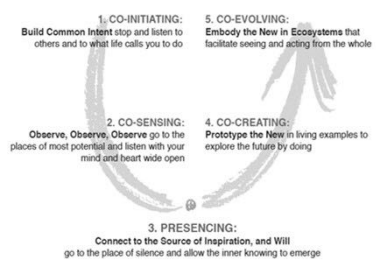 1. CO-INITIATING:
Build Common Intent stop and listen to
others and to what life calls you to do
2. CO-SENSING:
Observe, Observe, Observe go to the
places of most potential and listen with your
mind and heart wide open
3. PRESENCING:
Connect to the Source of Inspiration, and Will
go to the place of silence and allow the inner knowing to emerge
4. CO-CREATING:
Prototype the New in living examples to
explore the future by doing
5. CO-EVOLVING:
Embody the New in Ecosystems that
facilitate seeing and acting from the whole